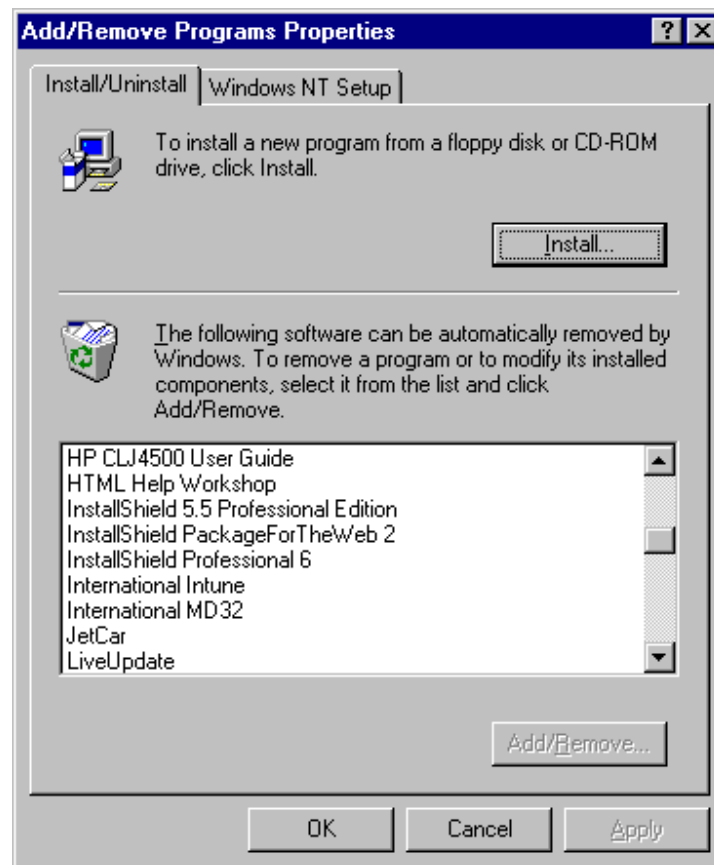 Add/Remove Programs Properties
Install/Uninstall
Windows NT Setup
To install a new program from a floppy disk or CD-ROM
drive, click Install.
Install...
The following software can be automatically removed by
Windows. To remove a program or to modify its installed
components, select it from the list and click
Add/Remove.
HP CLJ4500 User Guide
HTML Help Workshop
InstallShield 5.5 Professional Edition
InstallShield PackageForTheWeb 2
InstallShield Professional 6
International Intune
International MD32
JetCar
LiveUpdate
Add/Remove...
OK
Cancel
Apply